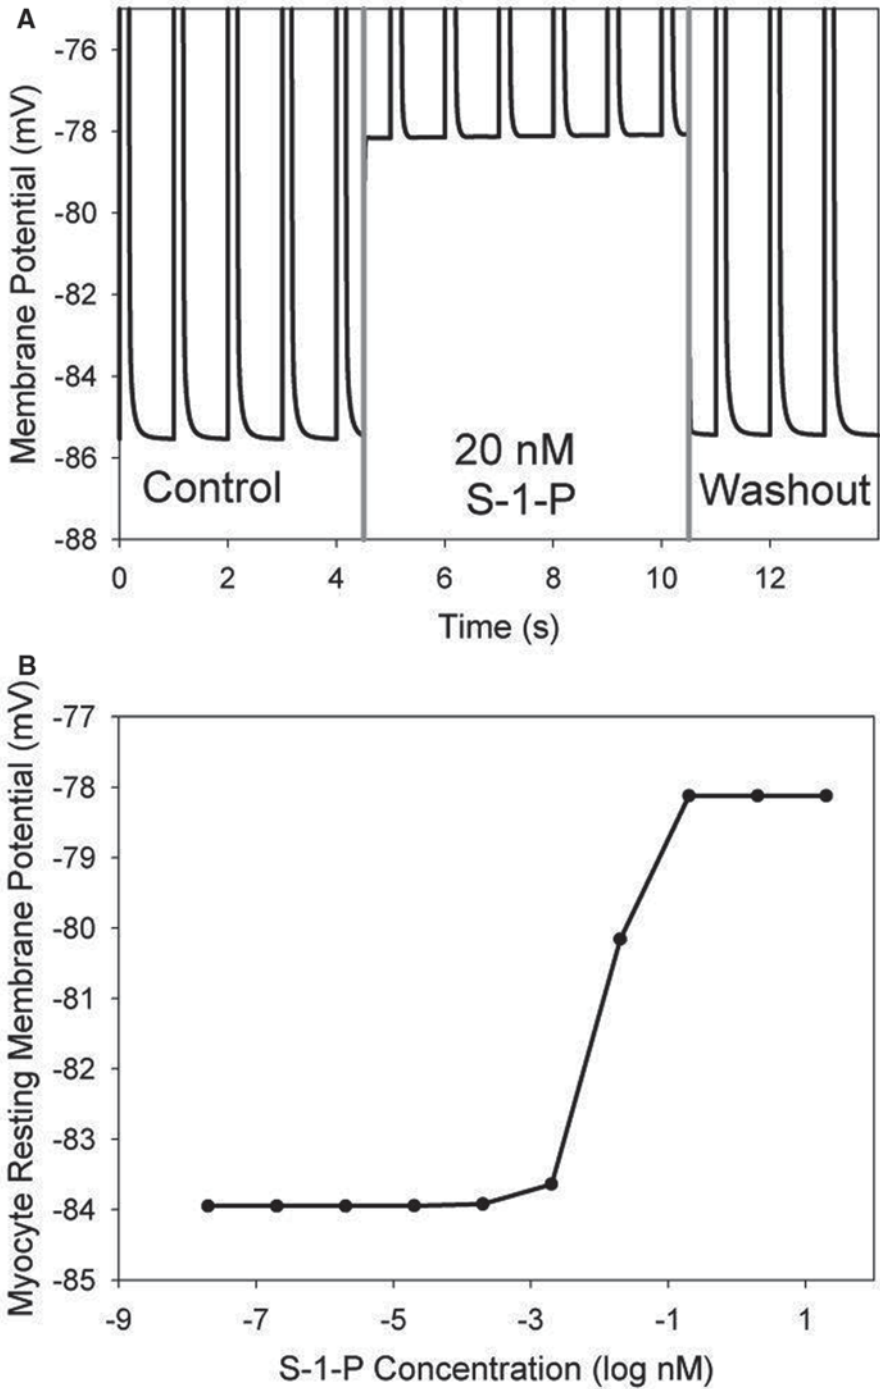 A
Membrane Potential (mV)
-76
-78
-80
-82
-84
-86
-88
Control
20 nM
S-1-P
Washout
0 2 4 6 8 10 12
Time (s)
B
Myocyte Resting Membrane Potential (mV)
-77
-78
-79
-80
-81
-82
-83
-84
-85
-9 -7 -5 -3 -1 1
S-1-P Concentration (log nM)